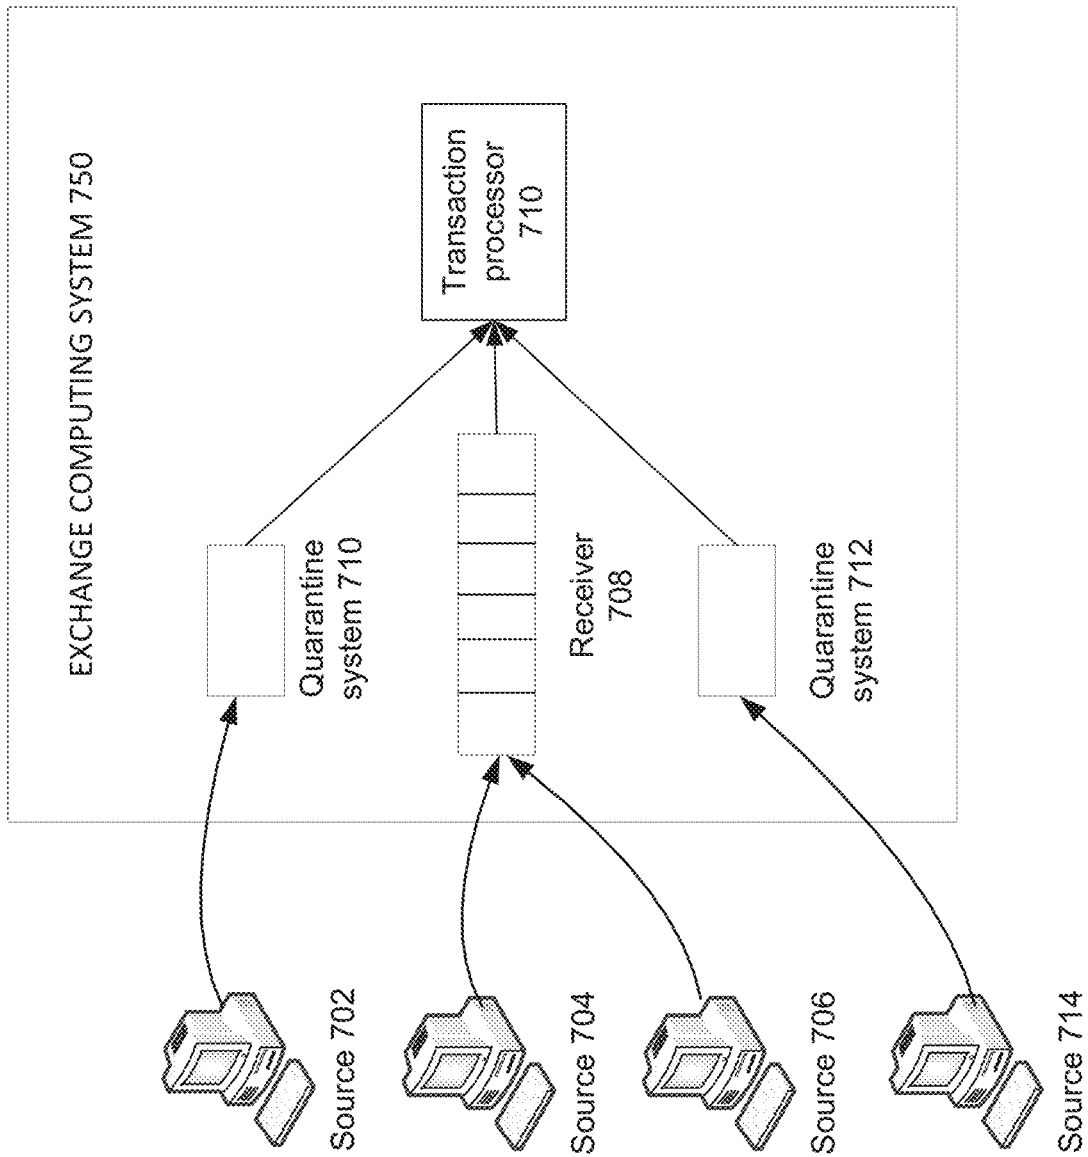 EXCHANGE COMPUTING SYSTEM 750
Quarantine
system 710
Transaction
processor
710
Receiver
708
Quarantine
system 712
Source 702
Source 704
Source 706
Source 714